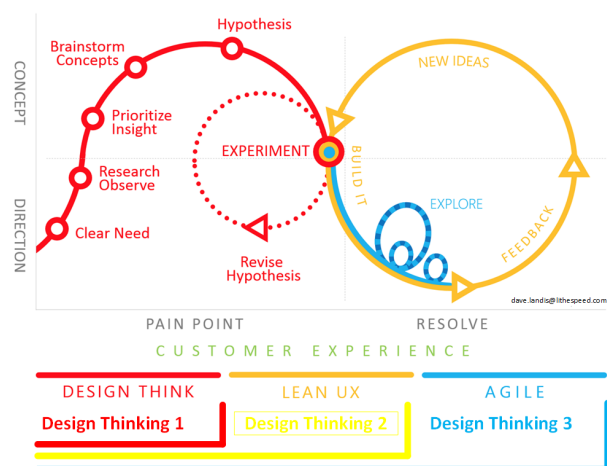 Hypothesis
Brainstorm
Concepts
Prioritize
Insight
Research
Observe
Clear Need
EXPERIMENT
Revise
Hypothesis
CONCEPT
DIRECTION
NEW IDEAS
BUILD IT
EXPLORE
FEEDBACK
dave.landis@lithespeed.com
PAIN POINT
RESOLVE
CUSTOMER EXPERIENCE
DESIGN THINK
LEAN UX
AGILE
Design Thinking 1
Design Thinking 2
Design Thinking 3